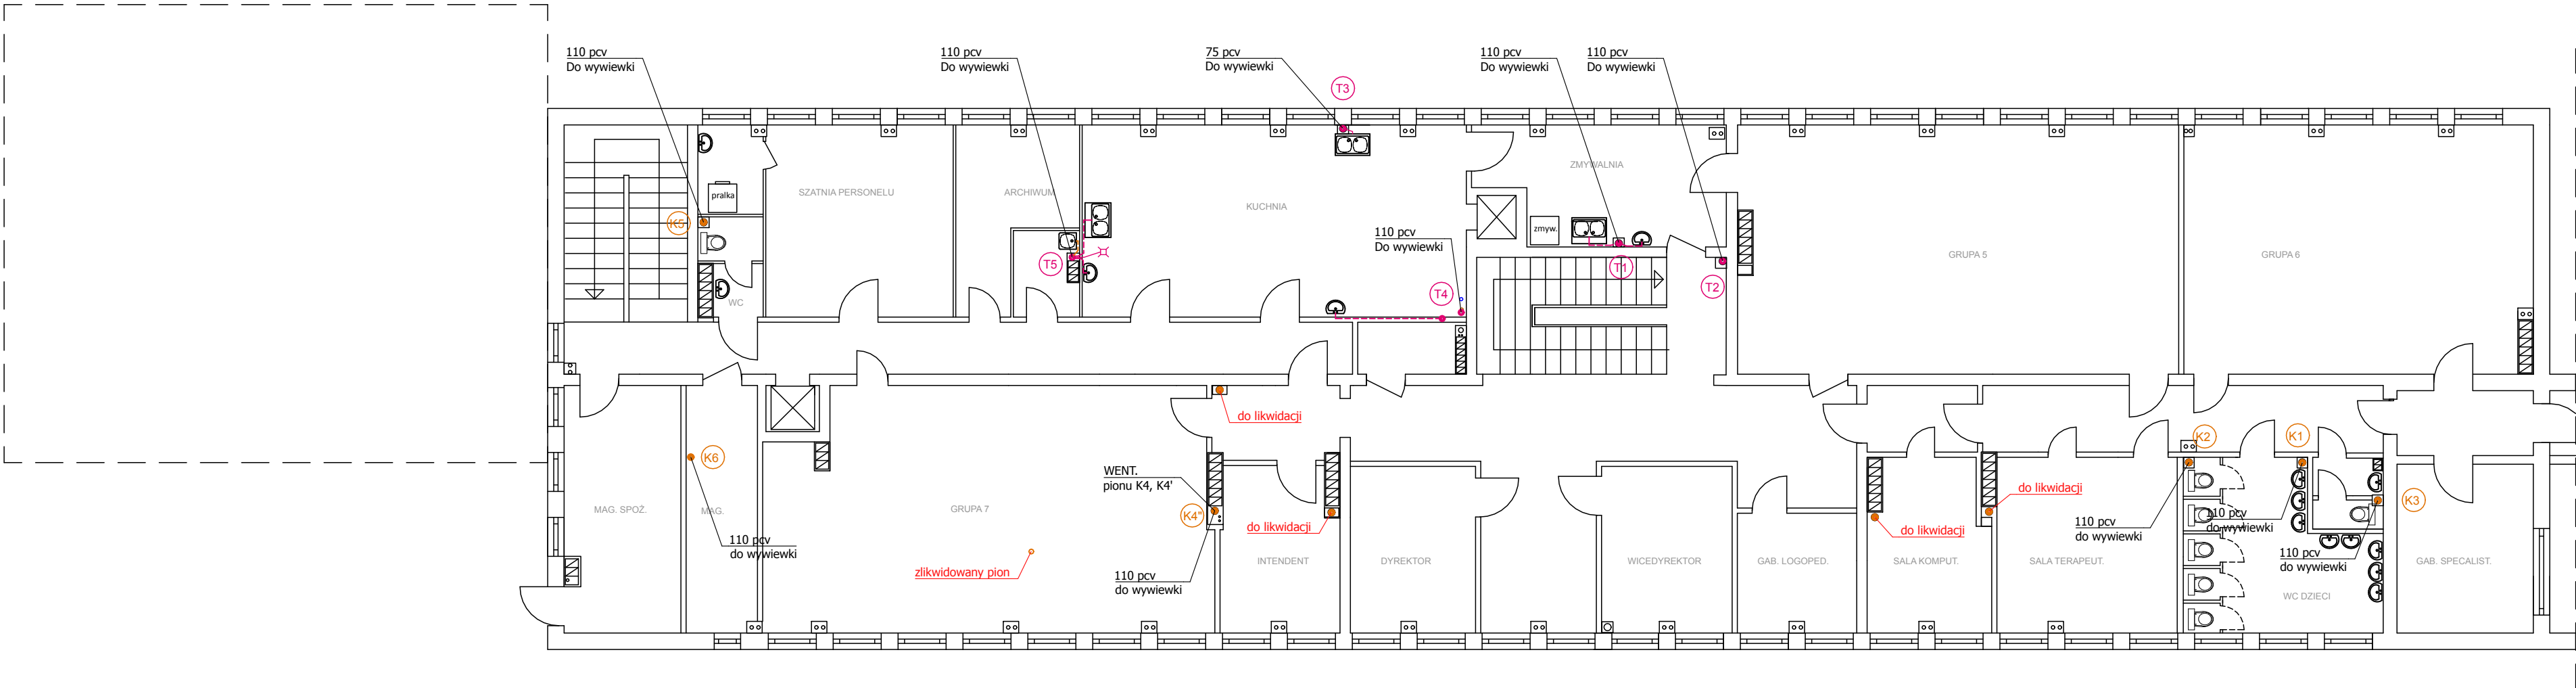 110 pcv
Do wywiewki
110 pcv
Do wywiewki
75 pcv
Do wywiewki
110 pcv
Do wywiewki
110 pcv
Do wywiewki
T3
pralka
K5
WC
SZATNIA PERSONELU
ARCHIWUM
T5
KUCHNIA
110 pcv
Do wywiewki
T4
ZMYWALNIA
zmyw.
T1
T2
GRUPA 5
GRUPA 6
do likwidacji
K6
MAG. SPOŻ.
MAG.
110 pcv
do wywiewki
GRUPA 7
zlikwidowany pion
WENT.
pionu K4, K4'
K4"
110 pcv
do wywiewki
do likwidacji
INTENDENT
DYREKTOR
WICEDYREKTOR
GAB. LOGOPED.
do likwidacji
SALA KOMPUT.
do likwidacji
SALA TERAPEUT.
110 pcv
do wywiewki
K2
K1
110 pcv
do wywiewki
K3
110 pcv
do wywiewki
WC DZIECI
GAB. SPECALIST.